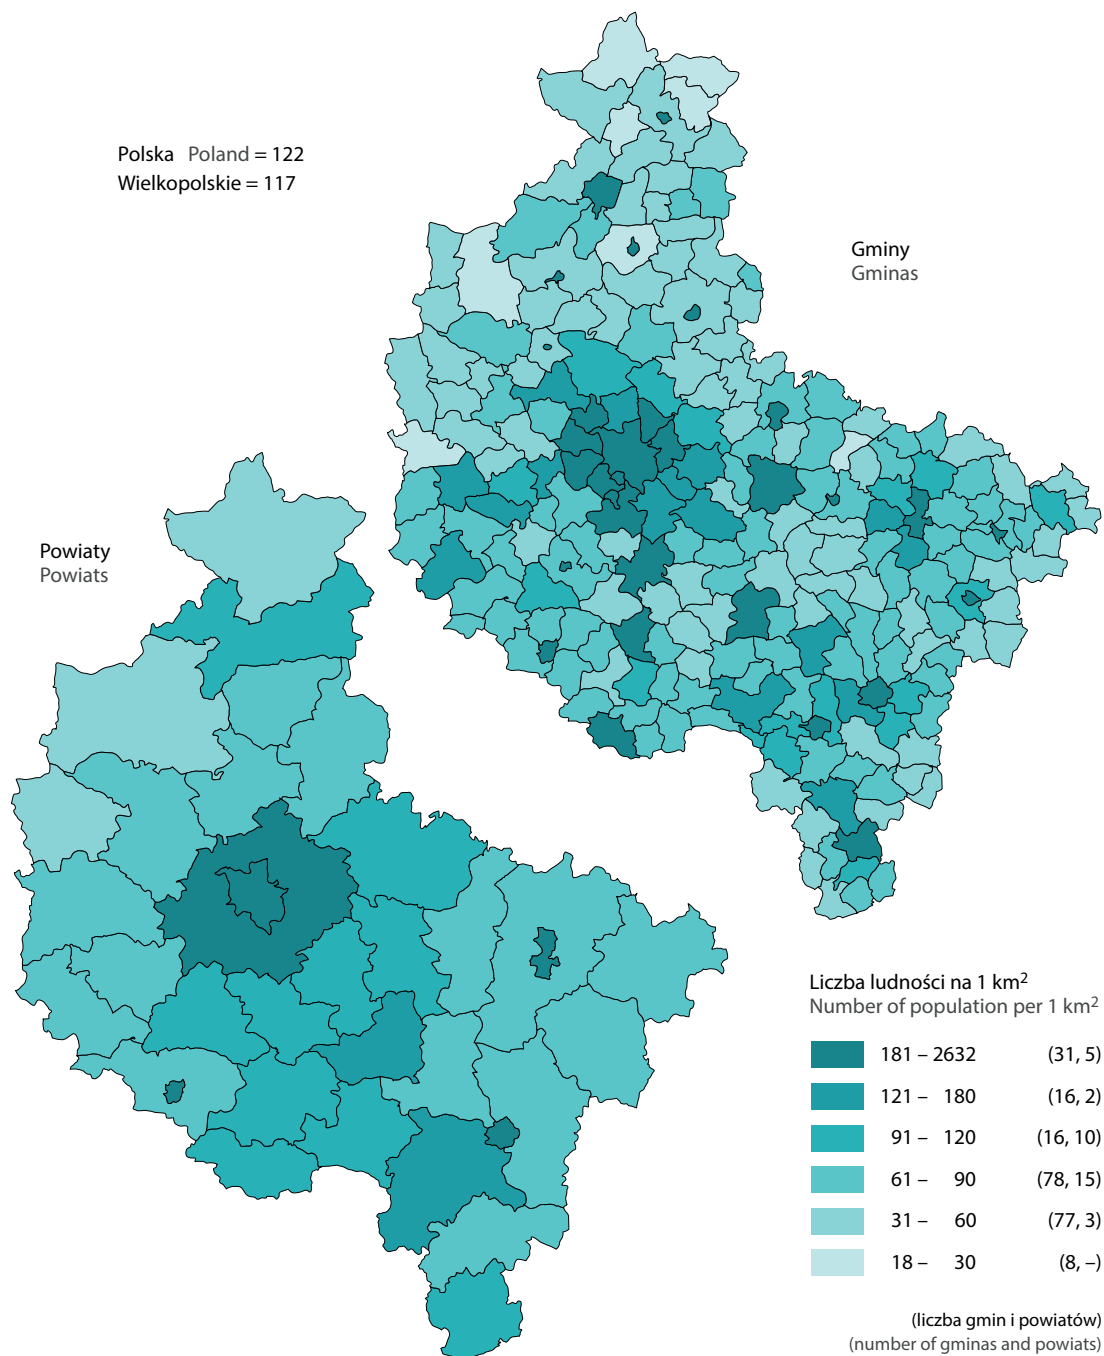 Polska Poland = 122
Wielkopolskie = 117
Gminy
Gminas
Powiaty
Powiats
Liczba ludności na 1 km²
Number of population per 1 km²
181 – 2632 (31, 5)
121 – 180 (16, 2)
91 – 120 (16, 10)
61 – 90 (78, 15)
31 – 60 (77, 3)
18 – 30 (8, –)
(liczba gmin i powiatów)
(number of gminas and powiats)